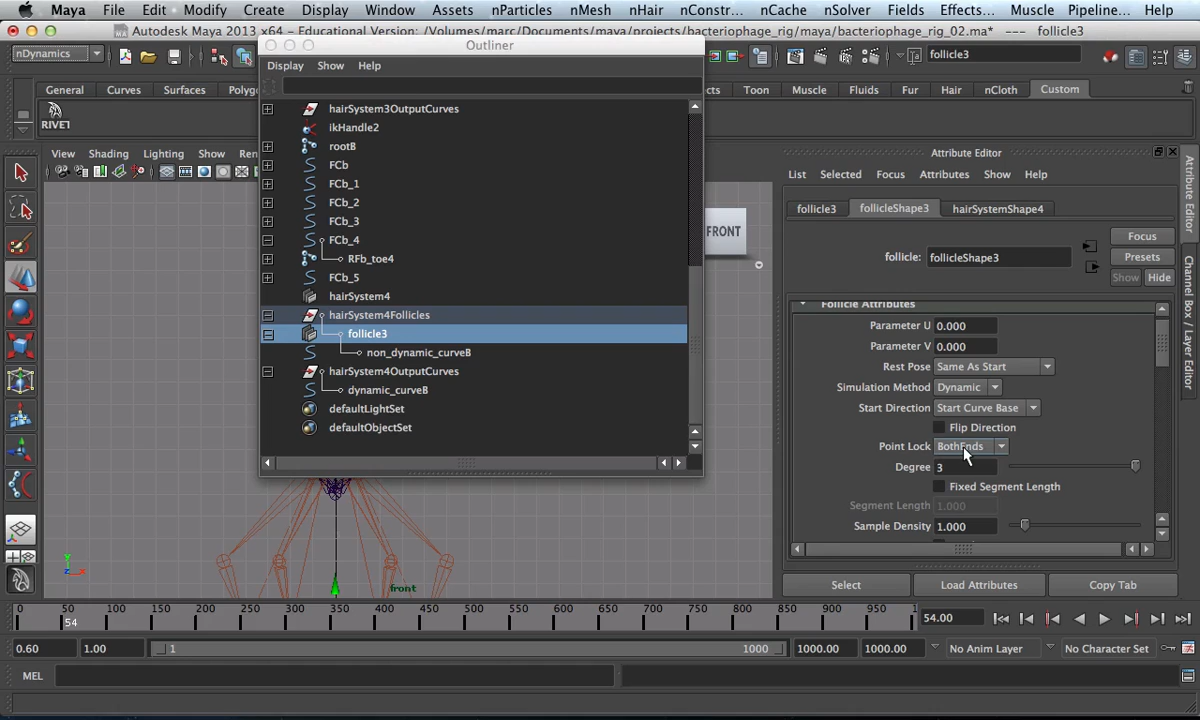 Maya File Edit Modify Create Display Window Assets nParticles nMesh nHair nConstr... nCache nSolver Fields Effects... Muscle Pipeline... Help
Autodesk Maya 2013 x64 - Educational Version: /Volumes/marc/Documents/maya/projects/bacteriophage_rig/maya/bacteriophage_rig_02.ma* --- follicle3
nDynamics
follicle3
Outliner
Display Show Help
General Curves Surfaces Polyg
cts Toon Muscle Fluids Fur Hair nCloth Custom
RIVET
View Shading Lighting Show Ren
FRONT
hairSystem3OutputCurves
ikHandle2
rootB
FCb
FCb_1
FCb_2
FCb_3
FCb_4
RFb_toe4
FCb_5
hairSystem4
hairSystem4Follicles
follicle3
non_dynamic_curveB
hairSystem4OutputCurves
dynamic_curveB
defaultLightSet
defaultObjectSet
y
front
Attribute Editor
List Selected Focus Attributes Show Help
follicle3 follicleShape3 hairSystemShape4
Focus
follicle: follicleShape3 Presets
Show Hide
Follicle Attributes
Parameter U 0.000
Parameter V 0.000
Rest Pose Same As Start
Simulation Method Dynamic
Start Direction Start Curve Base
Flip Direction
Point Lock BothEnds
Degree 3
Fixed Segment Length
Segment Length 1.000
Sample Density 1.000
Select Load Attributes Copy Tab
Attribute Editor
Channel Box / Layer Editor
0 50 100 150 200 250 300 350 400 450 500 550 600 650 700 750 800 850 900 950 1
54
54.00
0.60 1.00 1 1000 1000.00 1000.00 No Anim Layer No Character Set
MEL